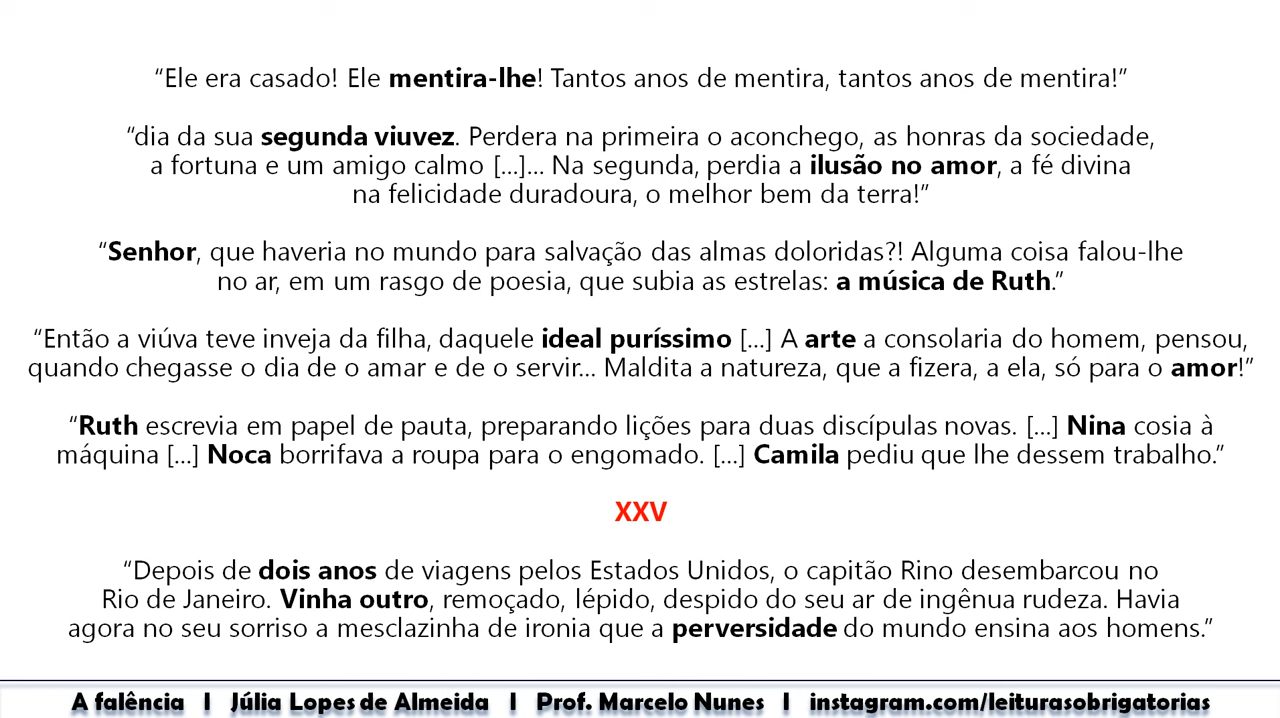 “Ele era casado! Ele mentira-lhe! Tantos anos de mentira, tantos anos de mentira!”
“dia da sua segunda viuvez. Perdera na primeira o aconchego, as honras da sociedade,
a fortuna e um amigo calmo [...]... Na segunda, perdia a ilusão no amor, a fé divina
na felicidade duradoura, o melhor bem da terra!”
“Senhor, que haveria no mundo para salvação das almas doloridas?! Alguma coisa falou-lhe
no ar, em um rasgo de poesia, que subia as estrelas: a música de Ruth.”
“Então a viúva teve inveja da filha, daquele ideal puríssimo [...] A arte a consolaria do homem, pensou,
quando chegasse o dia de o amar e de o servir... Maldita a natureza, que a fizera, a ela, só para o amor!”
“Ruth escrevia em papel de pauta, preparando lições para duas discípulas novas. [...] Nina cosia à
máquina [...] Noca borrifava a roupa para o engomado. [...] Camila pediu que lhe dessem trabalho.”
XXV
“Depois de dois anos de viagens pelos Estados Unidos, o capitão Rino desembarcou no
Rio de Janeiro. Vinha outro, remoçado, lépido, despido do seu ar de ingênua rudeza. Havia
agora no seu sorriso a mesclazinha de ironia que a perversidade do mundo ensina aos homens.”
A falência I Júlia Lopes de Almeida I Prof. Marcelo Nunes I instagram.com/leiturasobrigatorias